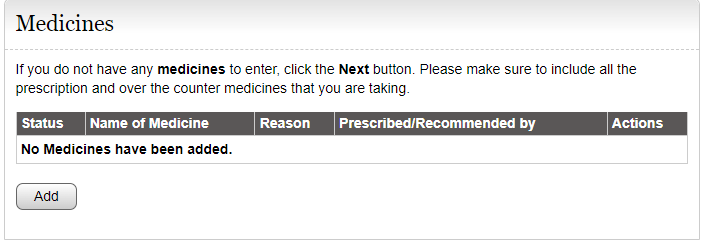 Medicines
If you do not have any medicines to enter, click the Next button. Please make sure to include all the
prescription and over the counter medicines that you are taking.
Status Name of Medicine Reason Prescribed/Recommended by Actions
No Medicines have been added.
Add